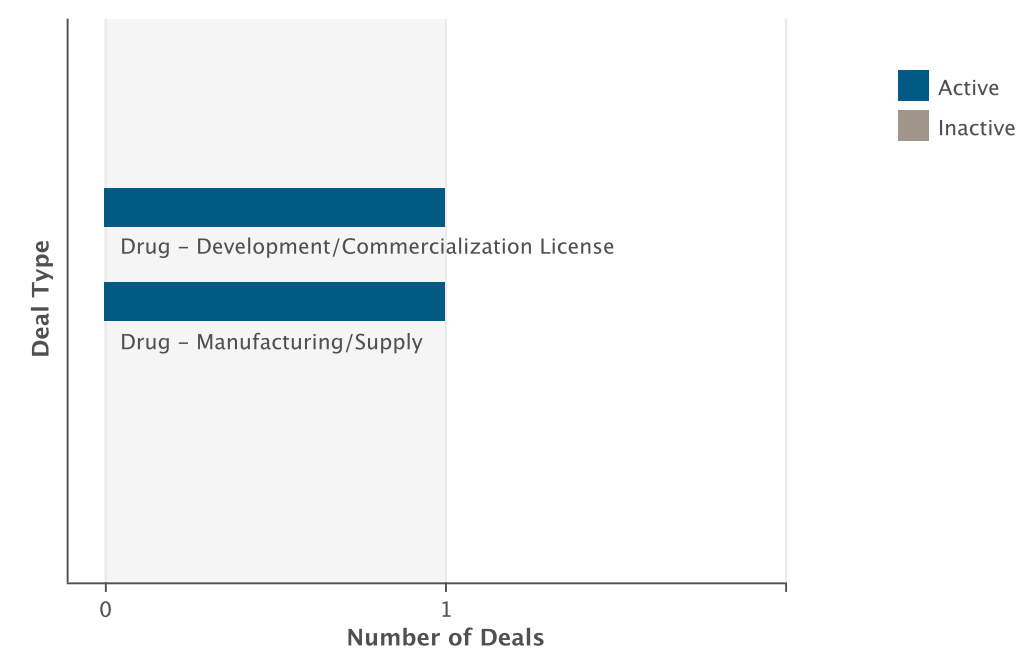 Active
Inactive
Drug – Development/Commercialization License
Drug – Manufacturing/Supply
Deal Type
0 1
Number of Deals